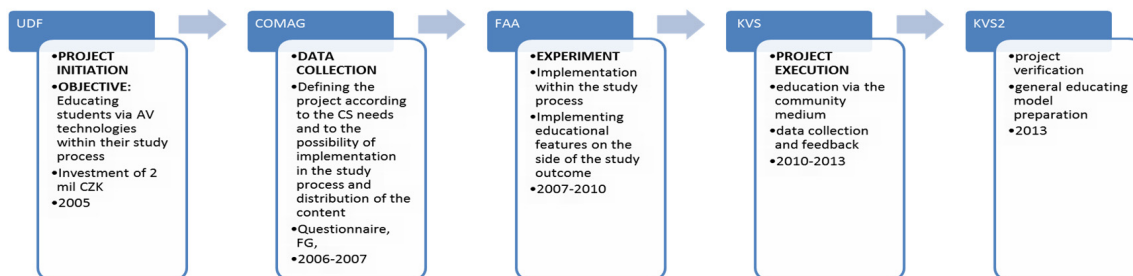 UDF
•PROJECT
INITIATION
•OBJECTIVE:
Educating
students via AV
technologies
within their study
process
•Investment of 2
mil CZK
•2005
COMAG
•DATA
COLLECTION
•Defining the
project according
to the CS needs
and to the
possibility of
implementation
in the study
process and
distribution of the
content
•Questionnaire,
FG,
•2006-2007
FAA
•EXPERIMENT
•Implementation
within the study
process
•Implementing
educational
features on the
side of the study
outcome
•2007-2010
KVS
•PROJECT
EXECUTION
•education via the
community
medium
•data collection
and feedback
•2010-2013
KVS2
•project
verification
•general educating
model
preparation
•2013